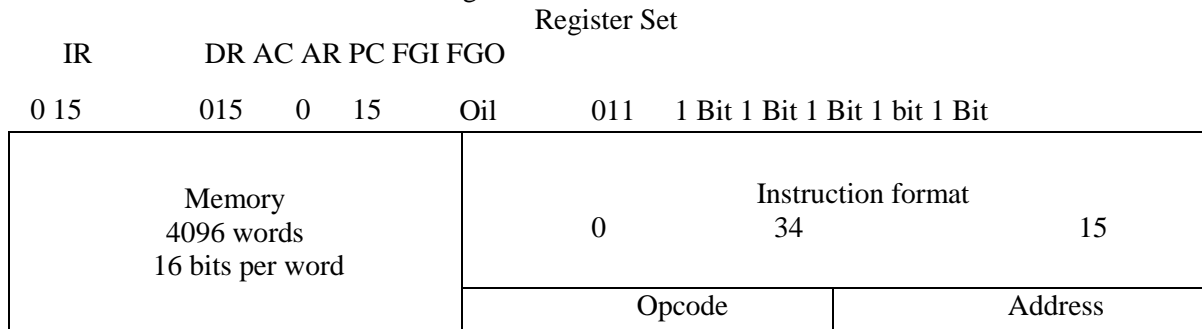 Register Set
IR DR AC AR PC FGI FGO
0 15 015 0 15 Oil 011 1 Bit 1 Bit 1 Bit 1 bit 1 Bit
Memory
4096 words
16 bits per word
Instruction format
0 34 15
Opcode Address